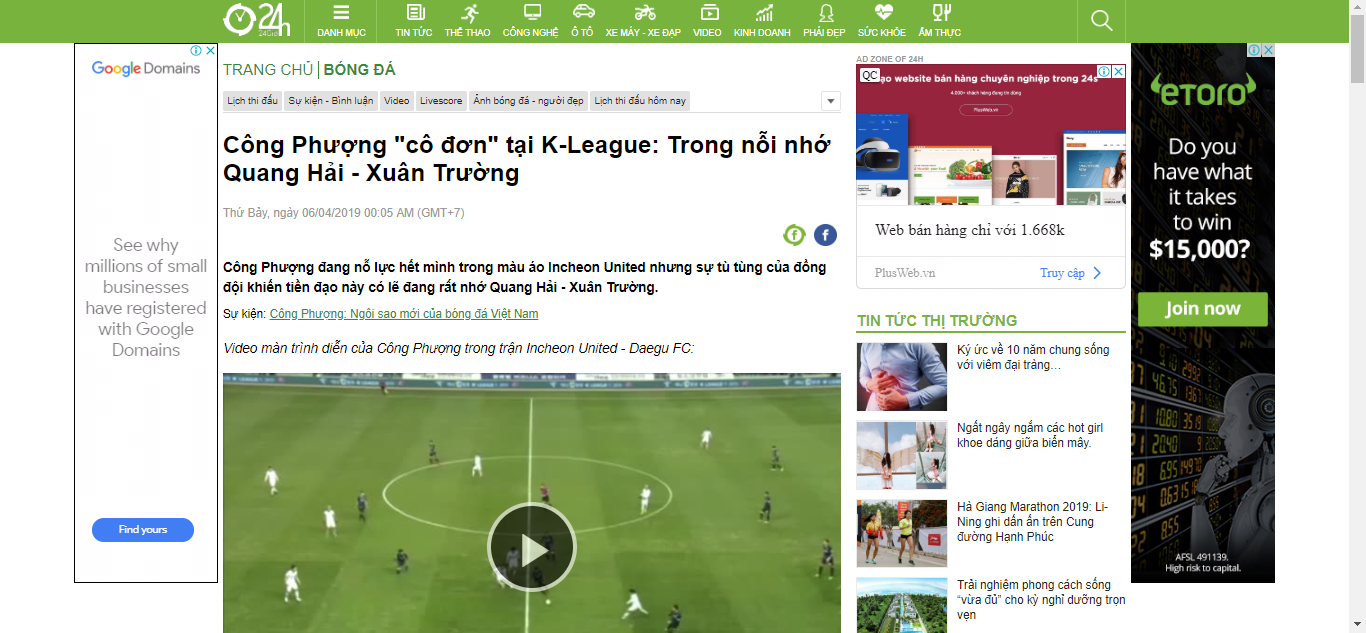 24h
DANH MỤC
TIN TỨC
THỂ THAO
CÔNG NGHỆ
Ô TÔ
XE MÁY - XE ĐẠP
VIDEO
KINH DOANH
PHÁI ĐẸP
SỨC KHỎE
ẨM THỰC
Google Domains
See why
millions of small
businesses
have registered
with Google
Domains
Find yours
TRANG CHỦ | BÓNG ĐÁ
Lịch thi đấu
Sự kiện - Bình luận
Video
Livescore
Ảnh bóng đá - người đẹp
Lịch thi đấu hôm nay
Công Phượng "cô đơn" tại K-League: Trong nỗi nhớ
Quang Hải - Xuân Trường
Thứ Bảy, ngày 06/04/2019 00:05 AM (GMT+7)
Công Phượng đang nỗ lực hết mình trong màu áo Incheon United nhưng sự tù tùng của đồng
đội khiến tiền đạo này có lẽ đang rất nhớ Quang Hải - Xuân Trường.
Sự kiện: Công Phượng: Ngôi sao mới của bóng đá Việt Nam
Video màn trình diễn của Công Phượng trong trận Incheon United - Daegu FC:
AD ZONE OF 24H
QC
ạo website bán hàng chuyên nghiệp trong 24s
4.000+ khách hàng đang tin dùng
PlusWeb.vn
Web bán hàng chỉ với 1.668k
PlusWeb.vn
Truy cập
TIN TỨC THỊ TRƯỜNG
Ký ức về 10 năm chung sống
với viêm đại tràng…
Ngất ngây ngắm các hot girl
khoe dáng giữa biển mây.
Hà Giang Marathon 2019: Li-
Ning ghi dấu ấn trên Cung
đường Hạnh Phúc
Trải nghiệm phong cách sống
“vừa đủ” cho kỳ nghỉ dưỡng trọn
vẹn
eToro
Do you
have what
it takes
to win
$15,000?
Join now
AFSL 491139.
High risk to capital.